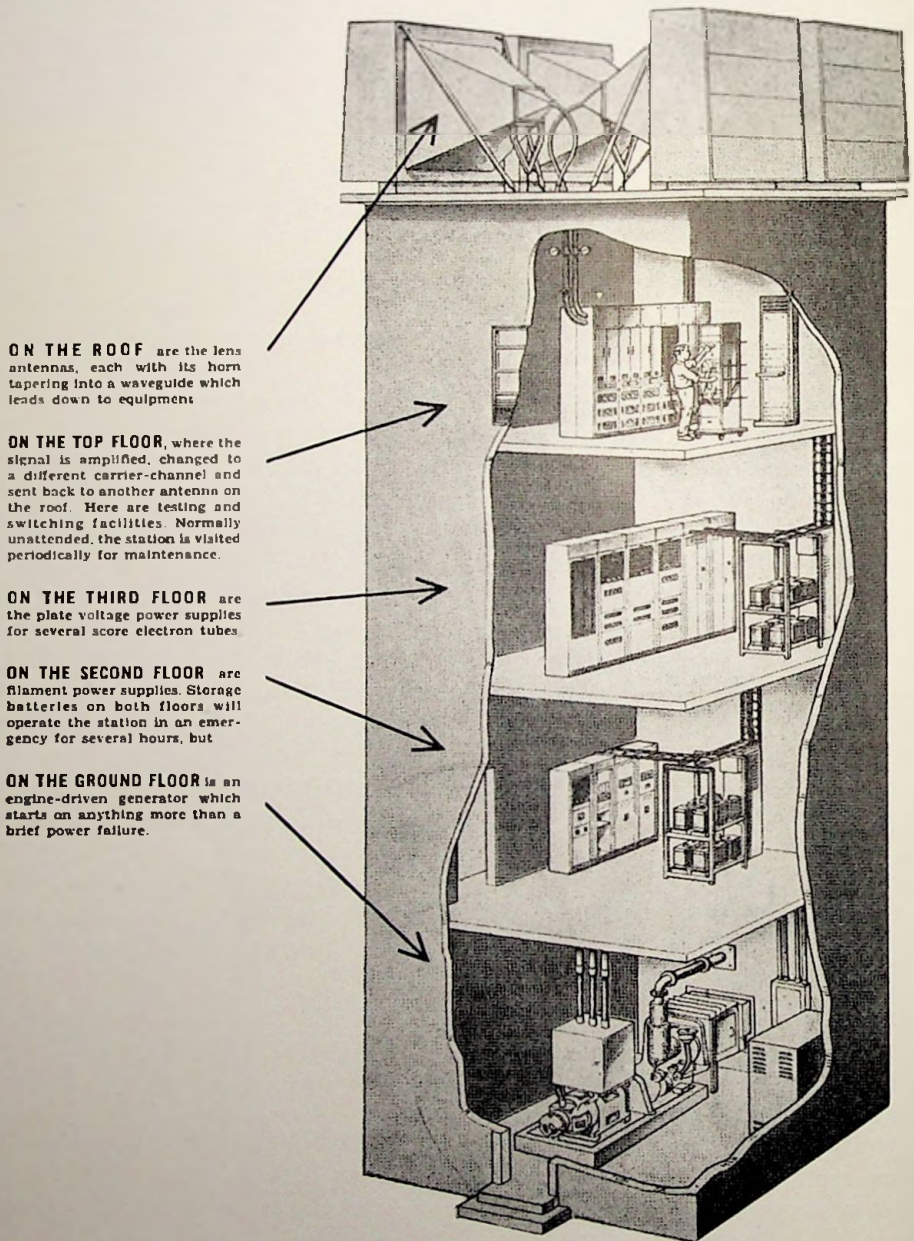 ON THE ROOF are the lens
antennas, each with its horn
tapering into a waveguide which
leads down to equipment
ON THE TOP FLOOR, where the
signal is amplified, changed to
a different carrier-channel and
sent back to another antenna on
the roof. Here are testing and
switching facilities. Normally
unattended, the station is visited
periodically for maintenance.
ON THE THIRD FLOOR are
the plate voltage power supplies
for several score electron tubes
ON THE SECOND FLOOR are
filament power supplies. Storage
batteries on both floors will
operate the station in an emer-
gency for several hours, but
ON THE GROUND FLOOR is an
engine-driven generator which
starts on anything more than a
brief power failure.